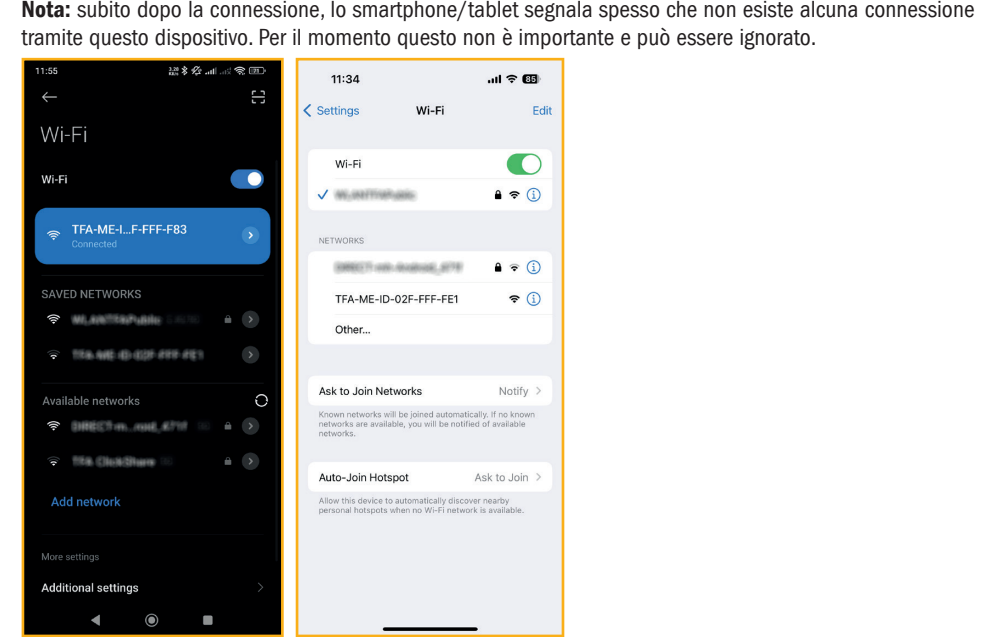 Nota: subito dopo la connessione, lo smartphone/tablet segnala spesso che non esiste alcuna connessione
tramite questo dispositivo. Per il momento questo non è importante e può essere ignorato.
11:55
Wi-Fi
Wi-Fi
TFA-ME-I...F-FFF-F83
Connected
SAVED NETWORKS
Available networks
Add network
More settings
Additional settings
11:34
85
Settings Wi-Fi Edit
Wi-Fi
NETWORKS
TFA-ME-ID-02F-FFF-FE1
Other...
Ask to Join Networks Notify
Known networks will be joined automatically. If no known
networks are available, you will be notified of available
networks.
Auto-Join Hotspot Ask to Join
Allow this device to automatically discover nearby
personal hotspots when no Wi-Fi network is available.